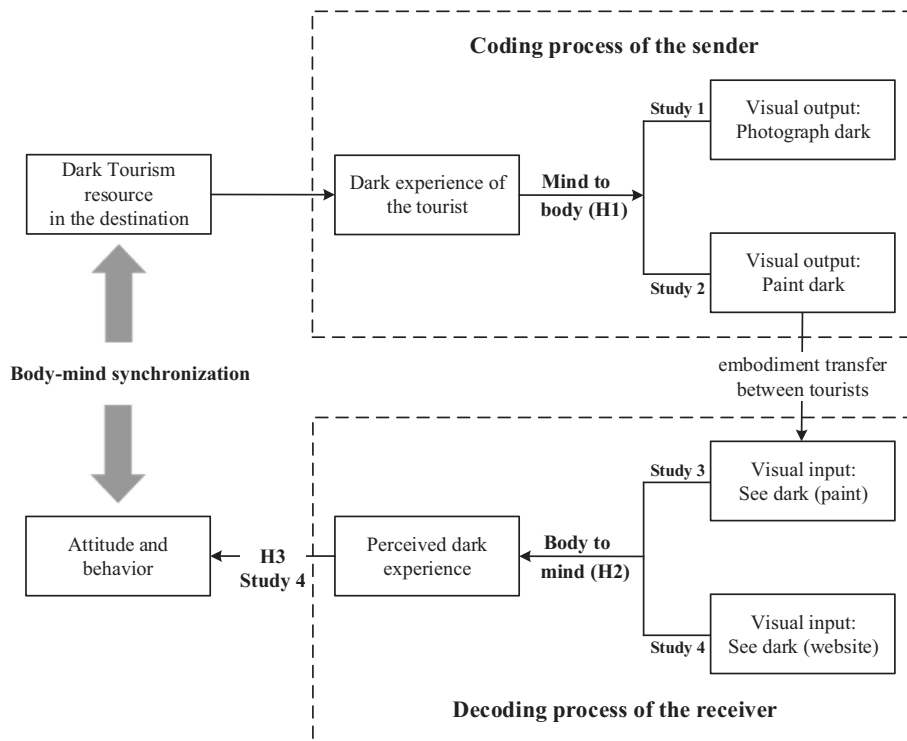 Coding process of the sender
Study 1
Visual output:
Photograph dark
Dark Tourism
resource
in the destination
Dark experience of
the tourist
Mind to
body (H1)
Study 2
Visual output:
Paint dark
Body-mind synchronization
embodiment transfer
between tourists
Study 3
Visual input:
See dark (paint)
Attitude and
behavior
H3
Study 4
Perceived dark
experience
Body to
mind (H2)
Study 4
Visual input:
See dark (website)
Decoding process of the receiver